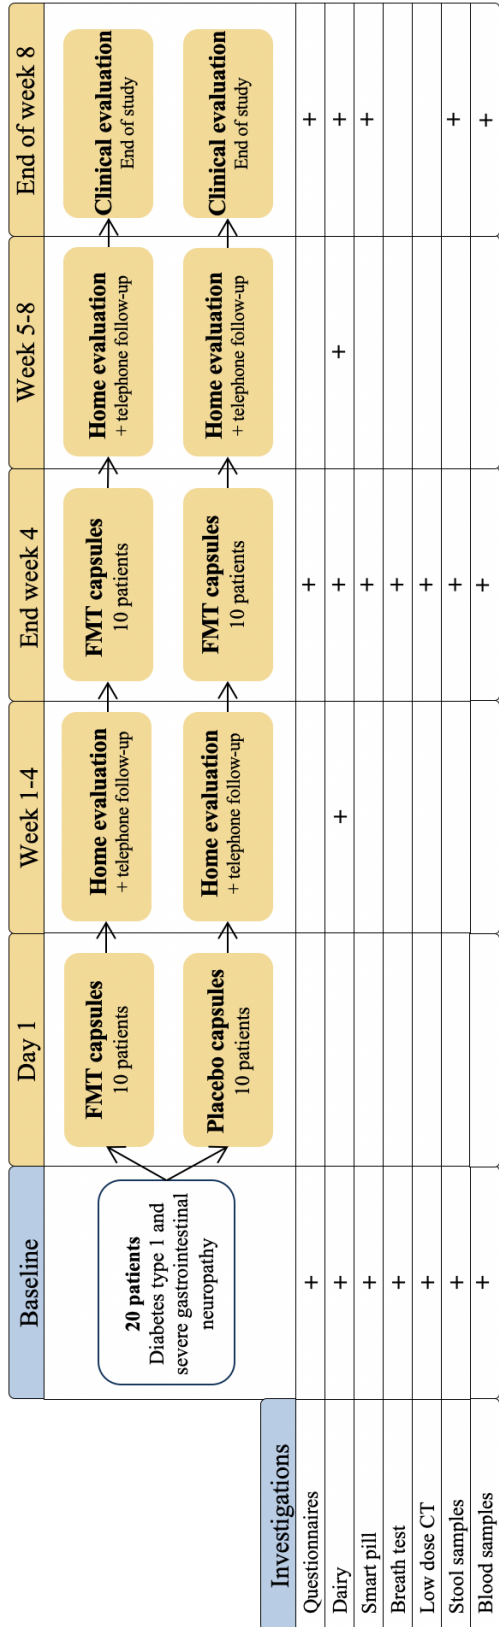 Baseline
Day 1
Week 1-4
End week 4
Week 5-8
End of week 8
20 patients
Diabetes type 1 and
severe gastrointestinal
neuropathy
FMT capsules
10 patients
Home evaluation
+ telephone follow-up
FMT capsules
10 patients
Home evaluation
+ telephone follow-up
Clinical evaluation
End of study
Placebo capsules
10 patients
Home evaluation
+ telephone follow-up
FMT capsules
10 patients
Home evaluation
+ telephone follow-up
Clinical evaluation
End of study
Investigations
Questionnaires + + +
Dairy + + + + +
Smart pill + + +
Breath test + +
Low dose CT + +
Stool samples + + +
Blood samples + + +